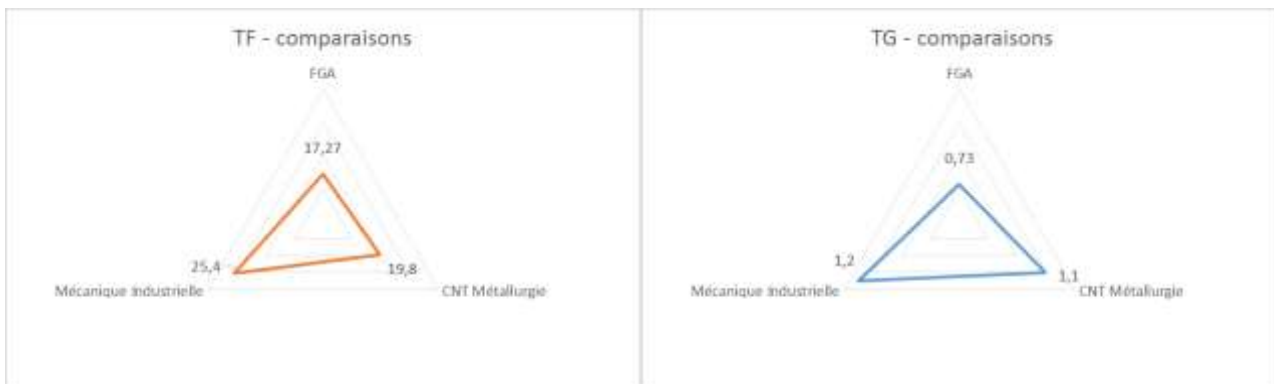 TF - comparaisons
FGA
17,27
25,4
19,8
Mécanique Industrielle
CNT Métallurgie
TG - comparaisons
FGA
0,73
1,2
1,1
Mécanique Industrielle
CNT Métallurgie